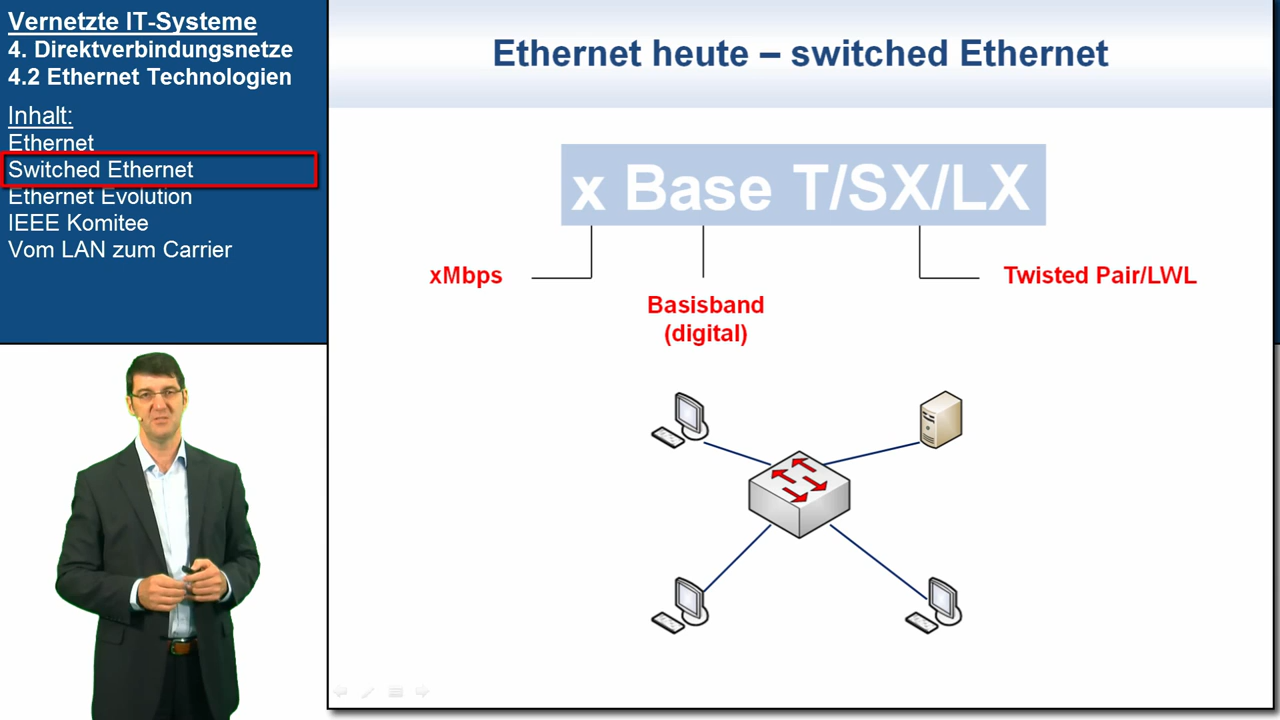 Vernetzte IT-Systeme
4. Direktverbindungsnetze
4.2 Ethernet Technologien
Inhalt:
Ethernet
Switched Ethernet
Ethernet Evolution
IEEE Komitee
Vom LAN zum Carrier
Ethernet heute – switched Ethernet
x Base T/SX/LX
xMbps
Basisband
(digital)
Twisted Pair/LWL